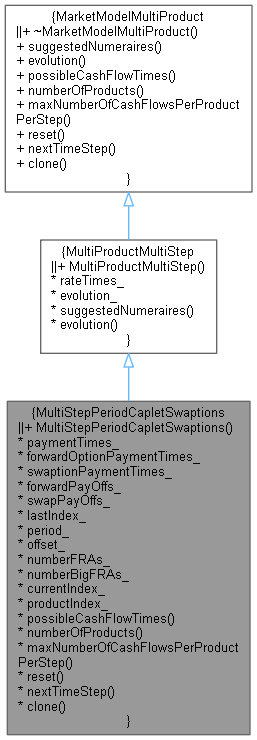 {MarketModelMultiProduct
||+ ~MarketModelMultiProduct()
+ suggestedNumeraires()
+ evolution()
+ possibleCashFlowTimes()
+ numberOfProducts()
+ maxNumberOfCashFlowsPerProduct
PerStep()
+ reset()
+ nextTimeStep()
+ clone()
}
{MultiProductMultiStep
||+ MultiProductMultiStep()
* rateTimes_
* evolution_
* suggestedNumeraires()
* evolution()
}
{MultiStepPeriodCapletSwaptions
||+ MultiStepPeriodCapletSwaptions()
* paymentTimes_
* forwardOptionPaymentTimes_
* swaptionPaymentTimes_
* forwardPayOffs_
* swapPayOffs_
* lastIndex_
* period_
* offset_
* numberFRAs_
* numberBigFRAs_
* currentIndex_
* productIndex_
* possibleCashFlowTimes()
* numberOfProducts()
* maxNumberOfCashFlowsPerProduct
PerStep()
* reset()
* nextTimeStep()
* clone()
}